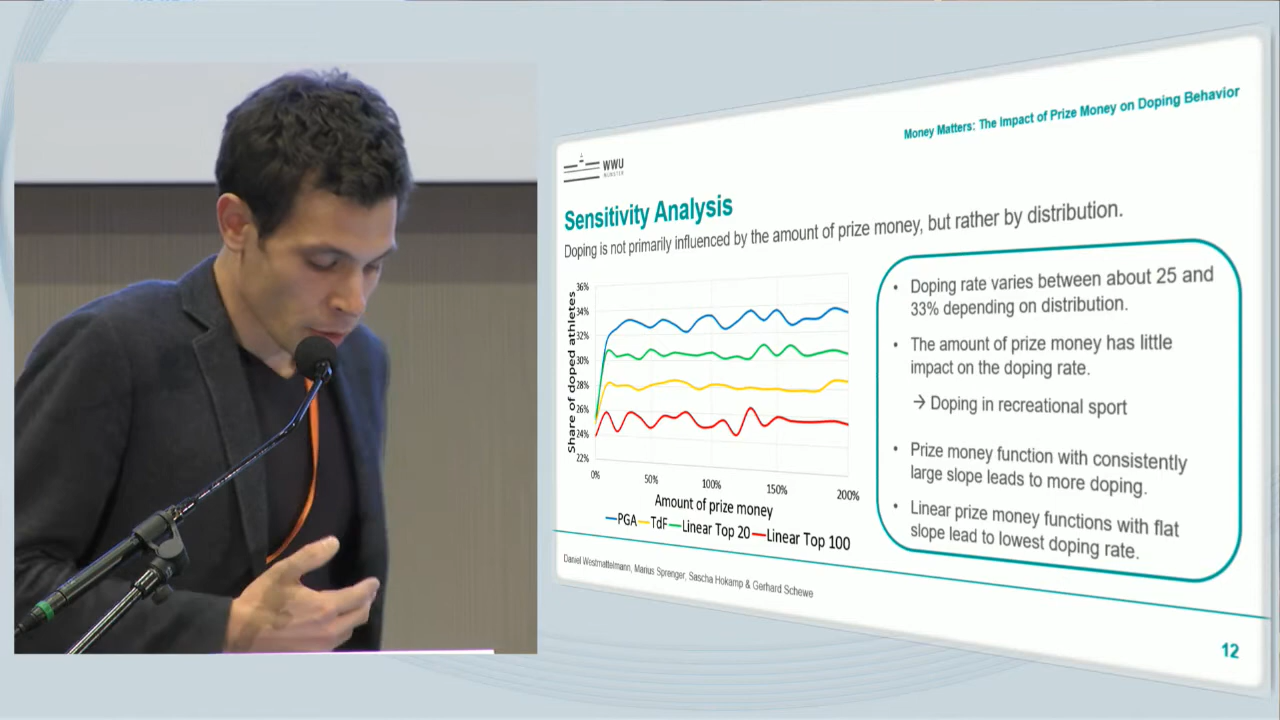 Money Matters: The Impact of Prize Money on Doping Behavior
WWU
MÜNSTER
Sensitivity Analysis
Doping is not primarily influenced by the amount of prize money, but rather by distribution.
36%
34%
32%
30%
28%
26%
24%
22%
Share of doped athletes
0%
50%
100%
150%
200%
Amount of prize money
PGA
TdF
Linear Top 20
Linear Top 100
• Doping rate varies between about 25 and
33% depending on distribution.
• The amount of prize money has little
impact on the doping rate.
→ Doping in recreational sport
• Prize money function with consistently
large slope leads to more doping.
• Linear prize money functions with flat
slope lead to lowest doping rate.
Daniel Westmattelmann, Marius Sprenger, Sascha Hokamp & Gerhard Schewe
12